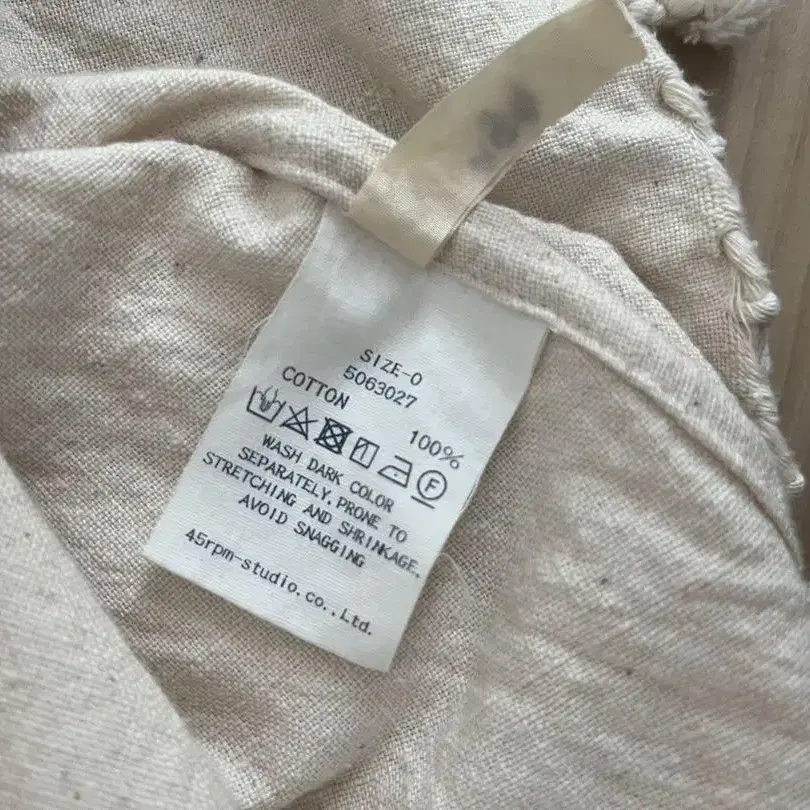 SIZE-0
5063027
COTTON 100%
F
WASH DARK COLOR
SEPARATELY. PRONE TO
STRETCHING AND SHRINKAGE.
AVOID SNAGGING
45rpm-studio.co.,Ltd.